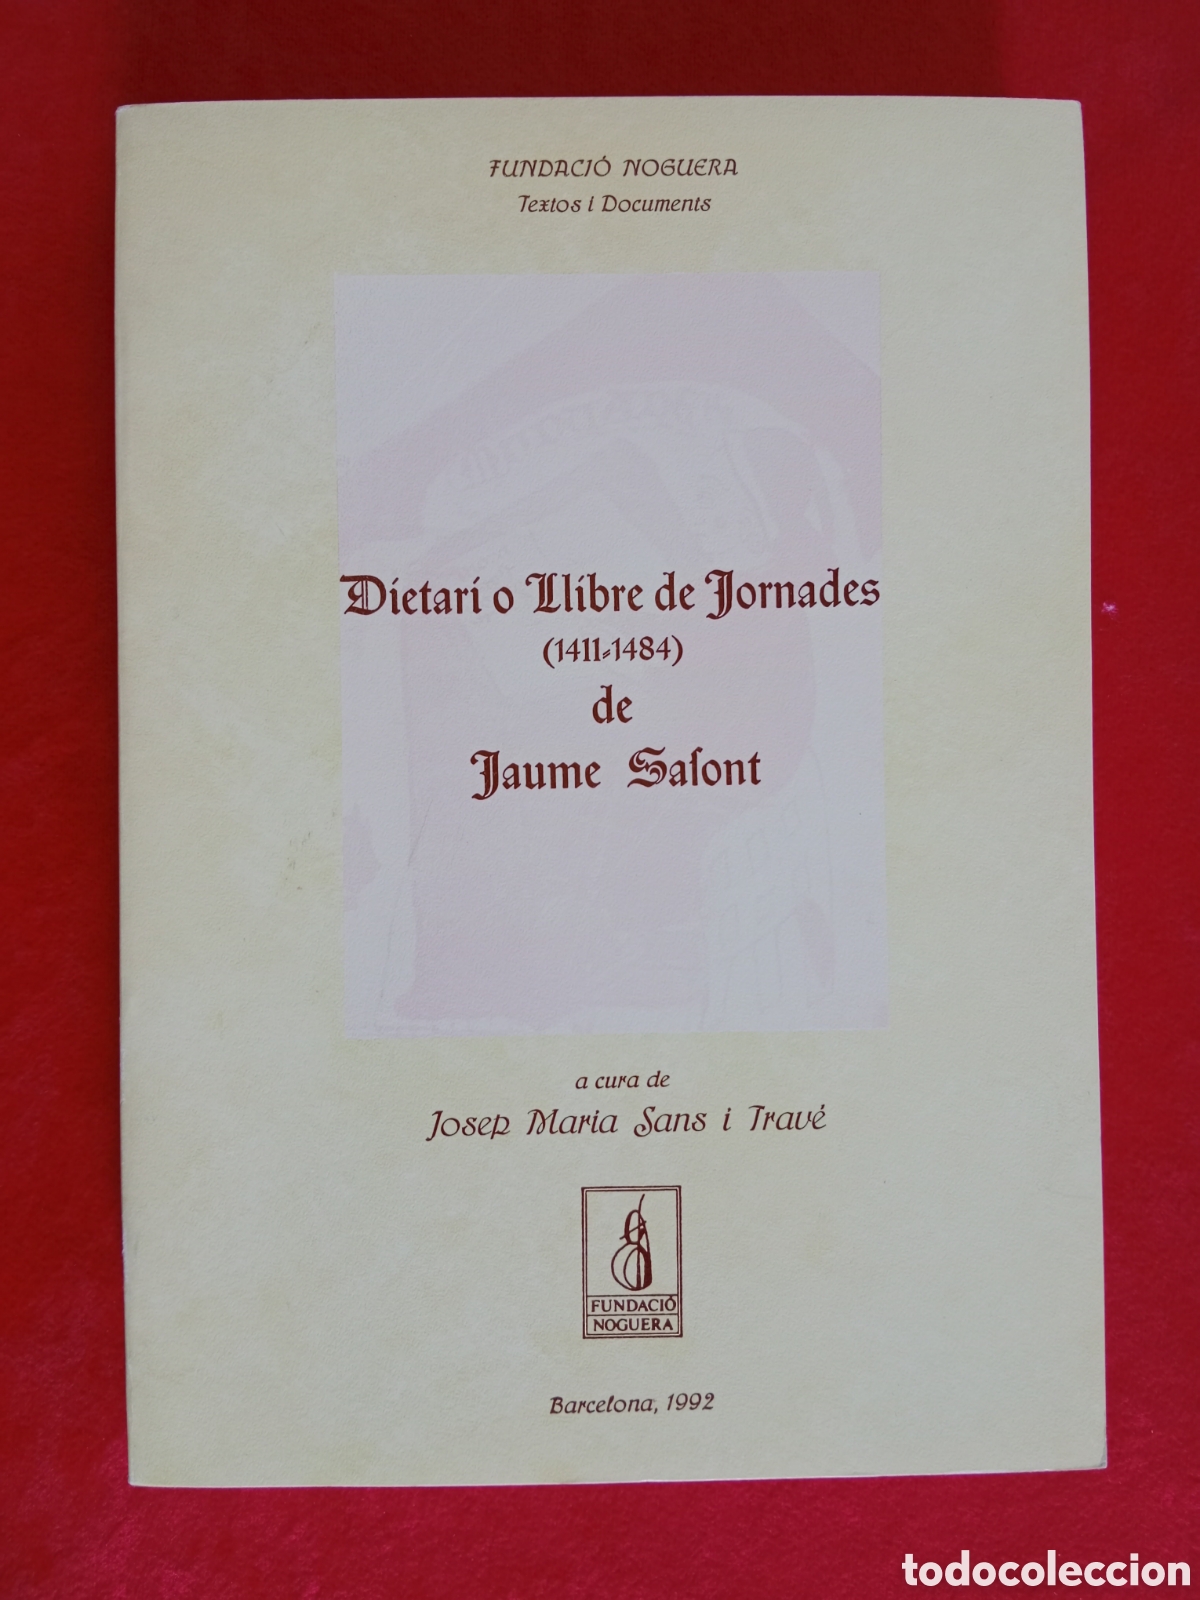 FUNDACIÓ NOGUERA
Textos i Documents
Dietari o Llibre de Jornades
(1411-1484)
de
Jaume Saſont
a cura de
Josep Maria Sans i Travé
FUNDACIÓ
NOGUERA
Barcelona, 1992
todocoleccion